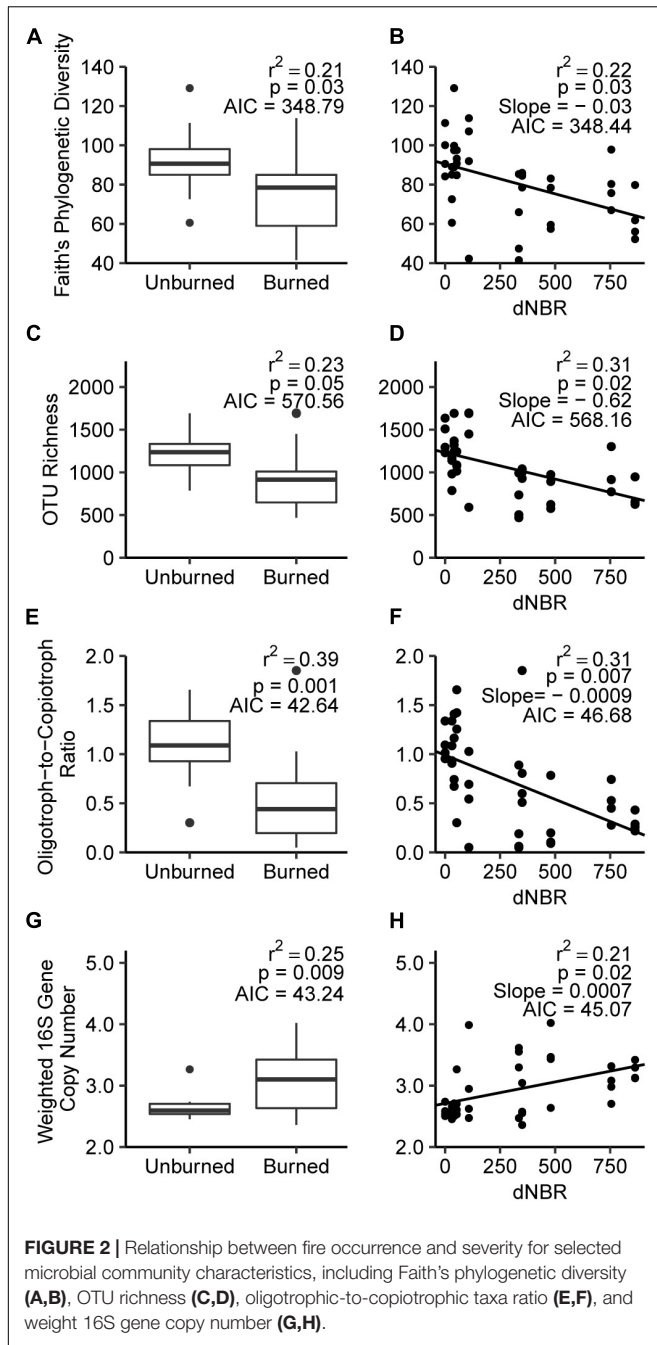 A
Faith's Phylogenetic Diversity
140
120
100
80
60
40
r² = 0.21
p = 0.03
AIC = 348.79
Unburned Burned
B
140
120
100
80
60
40
r² = 0.22
p = 0.03
Slope = − 0.03
AIC = 348.44
0 250 500 750
dNBR
C
OTU Richness
2000
1500
1000
500
0
r² = 0.23
p = 0.05
AIC = 570.56
Unburned Burned
D
2000
1500
1000
500
0
r² = 0.31
p = 0.02
Slope = − 0.62
AIC = 568.16
0 250 500 750
dNBR
E
Oligotroph−to−Copiotroph
Ratio
2.0
1.5
1.0
0.5
0.0
r² = 0.39
p = 0.001
AIC = 42.64
Unburned Burned
F
2.0
1.5
1.0
0.5
0.0
r² = 0.31
p = 0.007
Slope= − 0.0009
AIC = 46.68
0 250 500 750
dNBR
G
Weighted 16S Gene
Copy Number
5.0
4.0
3.0
2.0
r² = 0.25
p = 0.009
AIC = 43.24
Unburned Burned
H
5.0
4.0
3.0
2.0
r² = 0.21
p = 0.02
Slope = 0.0007
AIC = 45.07
0 250 500 750
dNBR
FIGURE 2 | Relationship between fire occurrence and severity for selected
microbial community characteristics, including Faith's phylogenetic diversity
(A,B), OTU richness (C,D), oligotrophic-to-copiotrophic taxa ratio (E,F), and
weight 16S gene copy number (G,H).